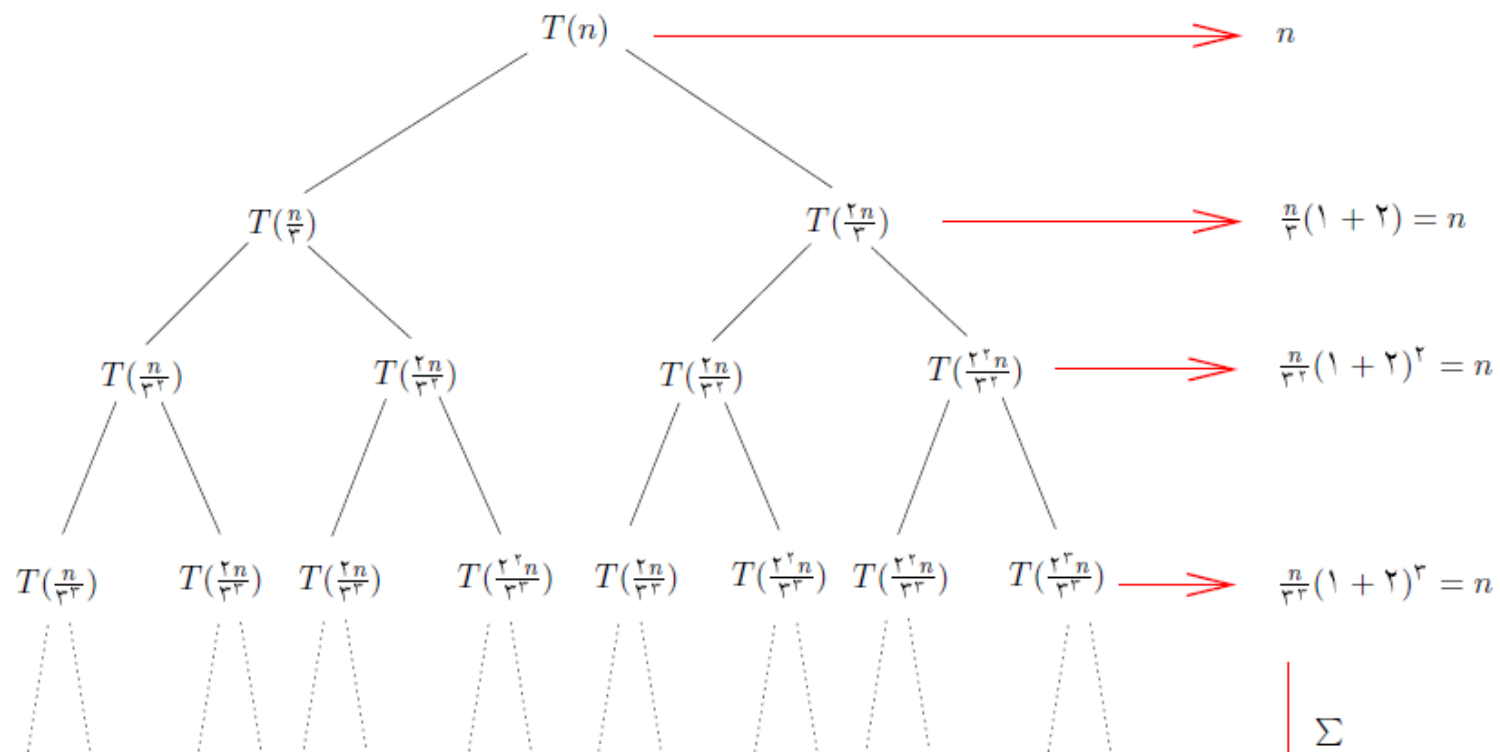 T(n) n
T(n/۳) T(۲n/۳) n/۳(۱ + ۲) = n
T(n/۳^۲) T(۲n/۳^۲) T(۲n/۳^۲) T(۲^۲n/۳^۲) n/۳^۲(۱ + ۲)^۲ = n
T(n/۳^۳) T(۲n/۳^۳) T(۲n/۳^۳) T(۲^۲n/۳^۳) T(۲n/۳^۳) T(۲^۲n/۳^۳) T(۲^۲n/۳^۳) T(۲^۳n/۳^۳) n/۳^۳(۱ + ۲)^۳ = n
Σ